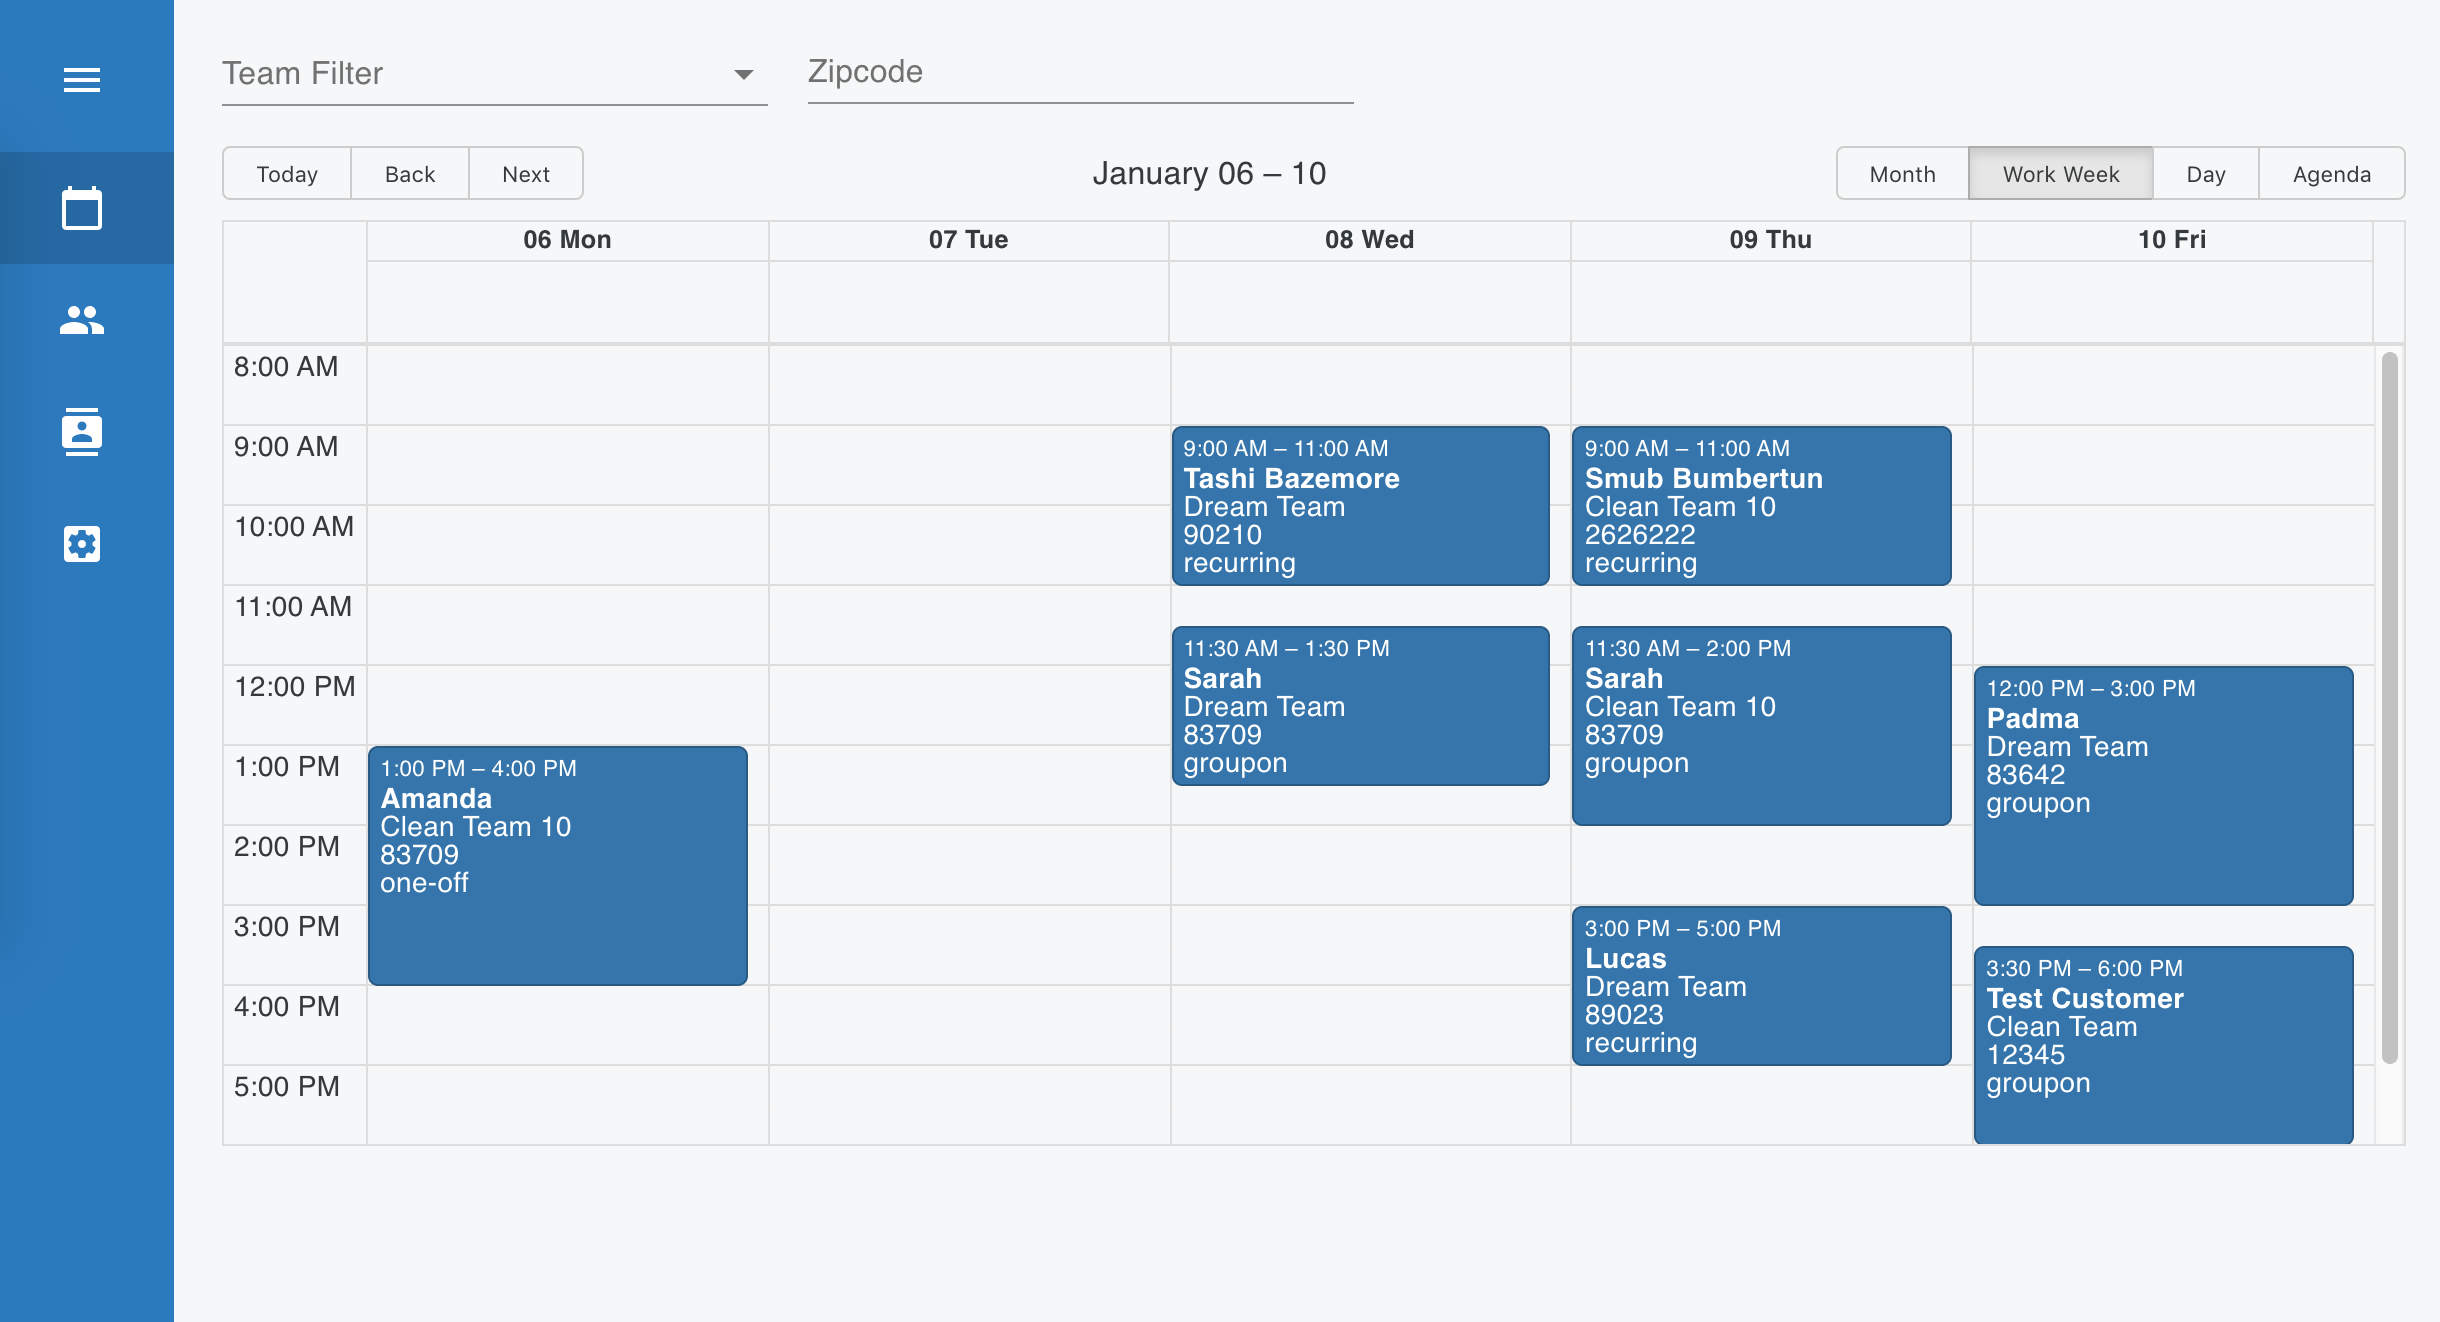 Team Filter
Zipcode
Today Back Next
January 06 – 10
Month Work Week Day Agenda
06 Mon 07 Tue 08 Wed 09 Thu 10 Fri
8:00 AM
9:00 AM
10:00 AM
11:00 AM
12:00 PM
1:00 PM
2:00 PM
3:00 PM
4:00 PM
5:00 PM
1:00 PM – 4:00 PM
Amanda
Clean Team 10
83709
one-off
9:00 AM – 11:00 AM
Tashi Bazemore
Dream Team
90210
recurring
11:30 AM – 1:30 PM
Sarah
Dream Team
83709
groupon
9:00 AM – 11:00 AM
Smub Bumbertun
Clean Team 10
2626222
recurring
11:30 AM – 2:00 PM
Sarah
Clean Team 10
83709
groupon
3:00 PM – 5:00 PM
Lucas
Dream Team
89023
recurring
12:00 PM – 3:00 PM
Padma
Dream Team
83642
groupon
3:30 PM – 6:00 PM
Test Customer
Clean Team
12345
groupon